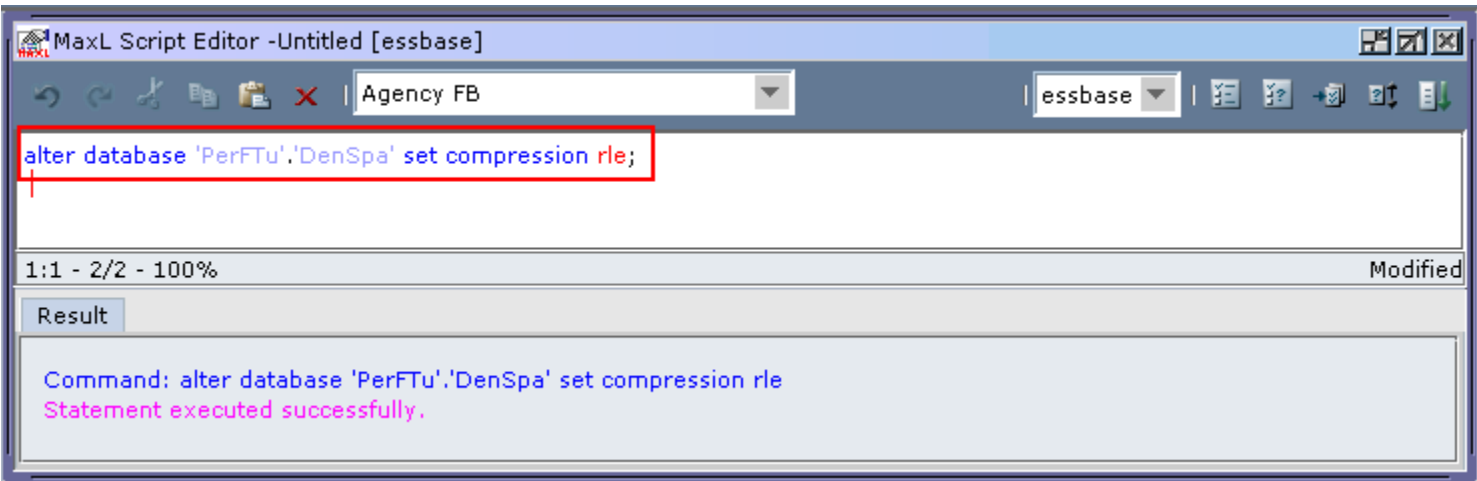 MaxL Script Editor -Untitled [essbase]
Agency FB
essbase
alter database 'PerFTu'.'DenSpa' set compression rle;
1:1 - 2/2 - 100%
Modified
Result
Command: alter database 'PerFTu'.'DenSpa' set compression rle
Statement executed successfully.